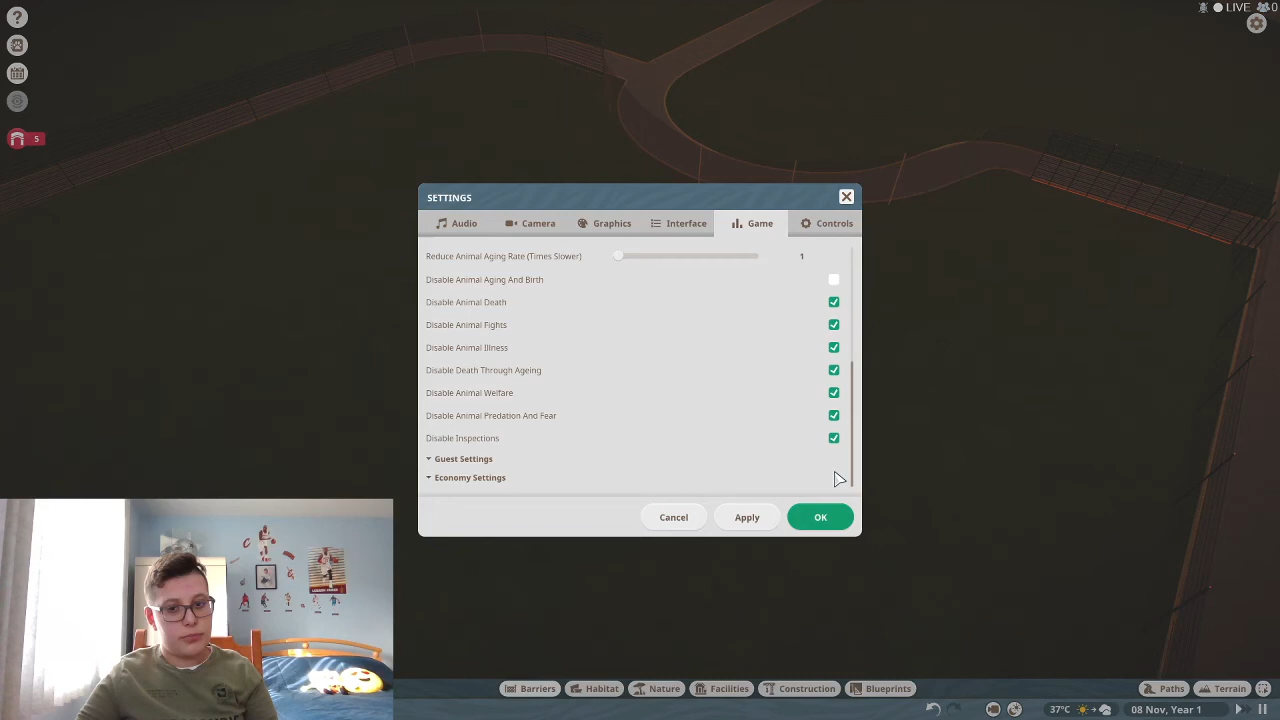 LIVE 0
5
SETTINGS
Audio Camera Graphics Interface Game Controls
Reduce Animal Aging Rate (Times Slower) 1
Disable Animal Aging And Birth
Disable Animal Death
Disable Animal Fights
Disable Animal Illness
Disable Death Through Ageing
Disable Animal Welfare
Disable Animal Predation And Fear
Disable Inspections
Guest Settings
Economy Settings
Cancel Apply OK
Barriers Habitat Nature Facilities Construction Blueprints Paths Terrain
37°C 08 Nov, Year 1